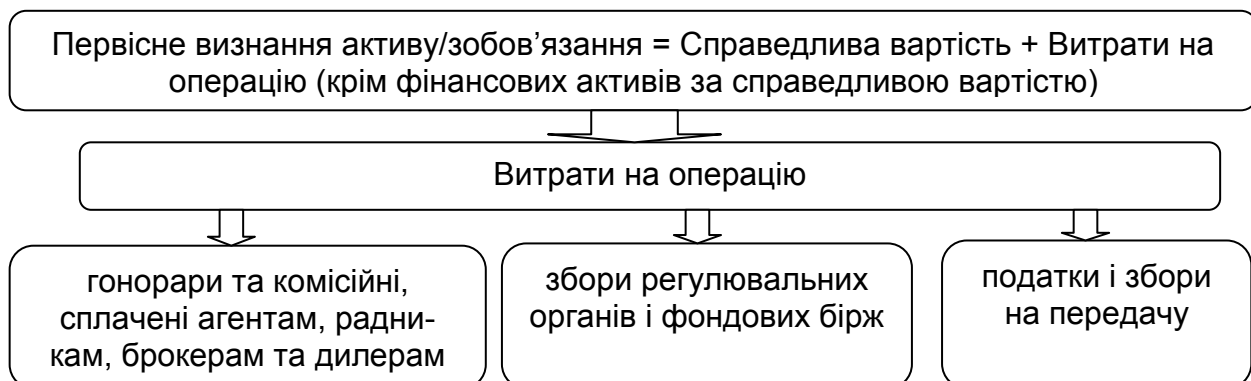 Первісне визнання активу/зобов’язання = Справедлива вартість + Витрати на
операцію (крім фінансових активів за справедливою вартістю)
Витрати на операцію
гонорари та комісійні,
сплачені агентам, радни-
кам, брокерам та дилерам
збори регулювальних
органів і фондових бірж
податки і збори
на передачу